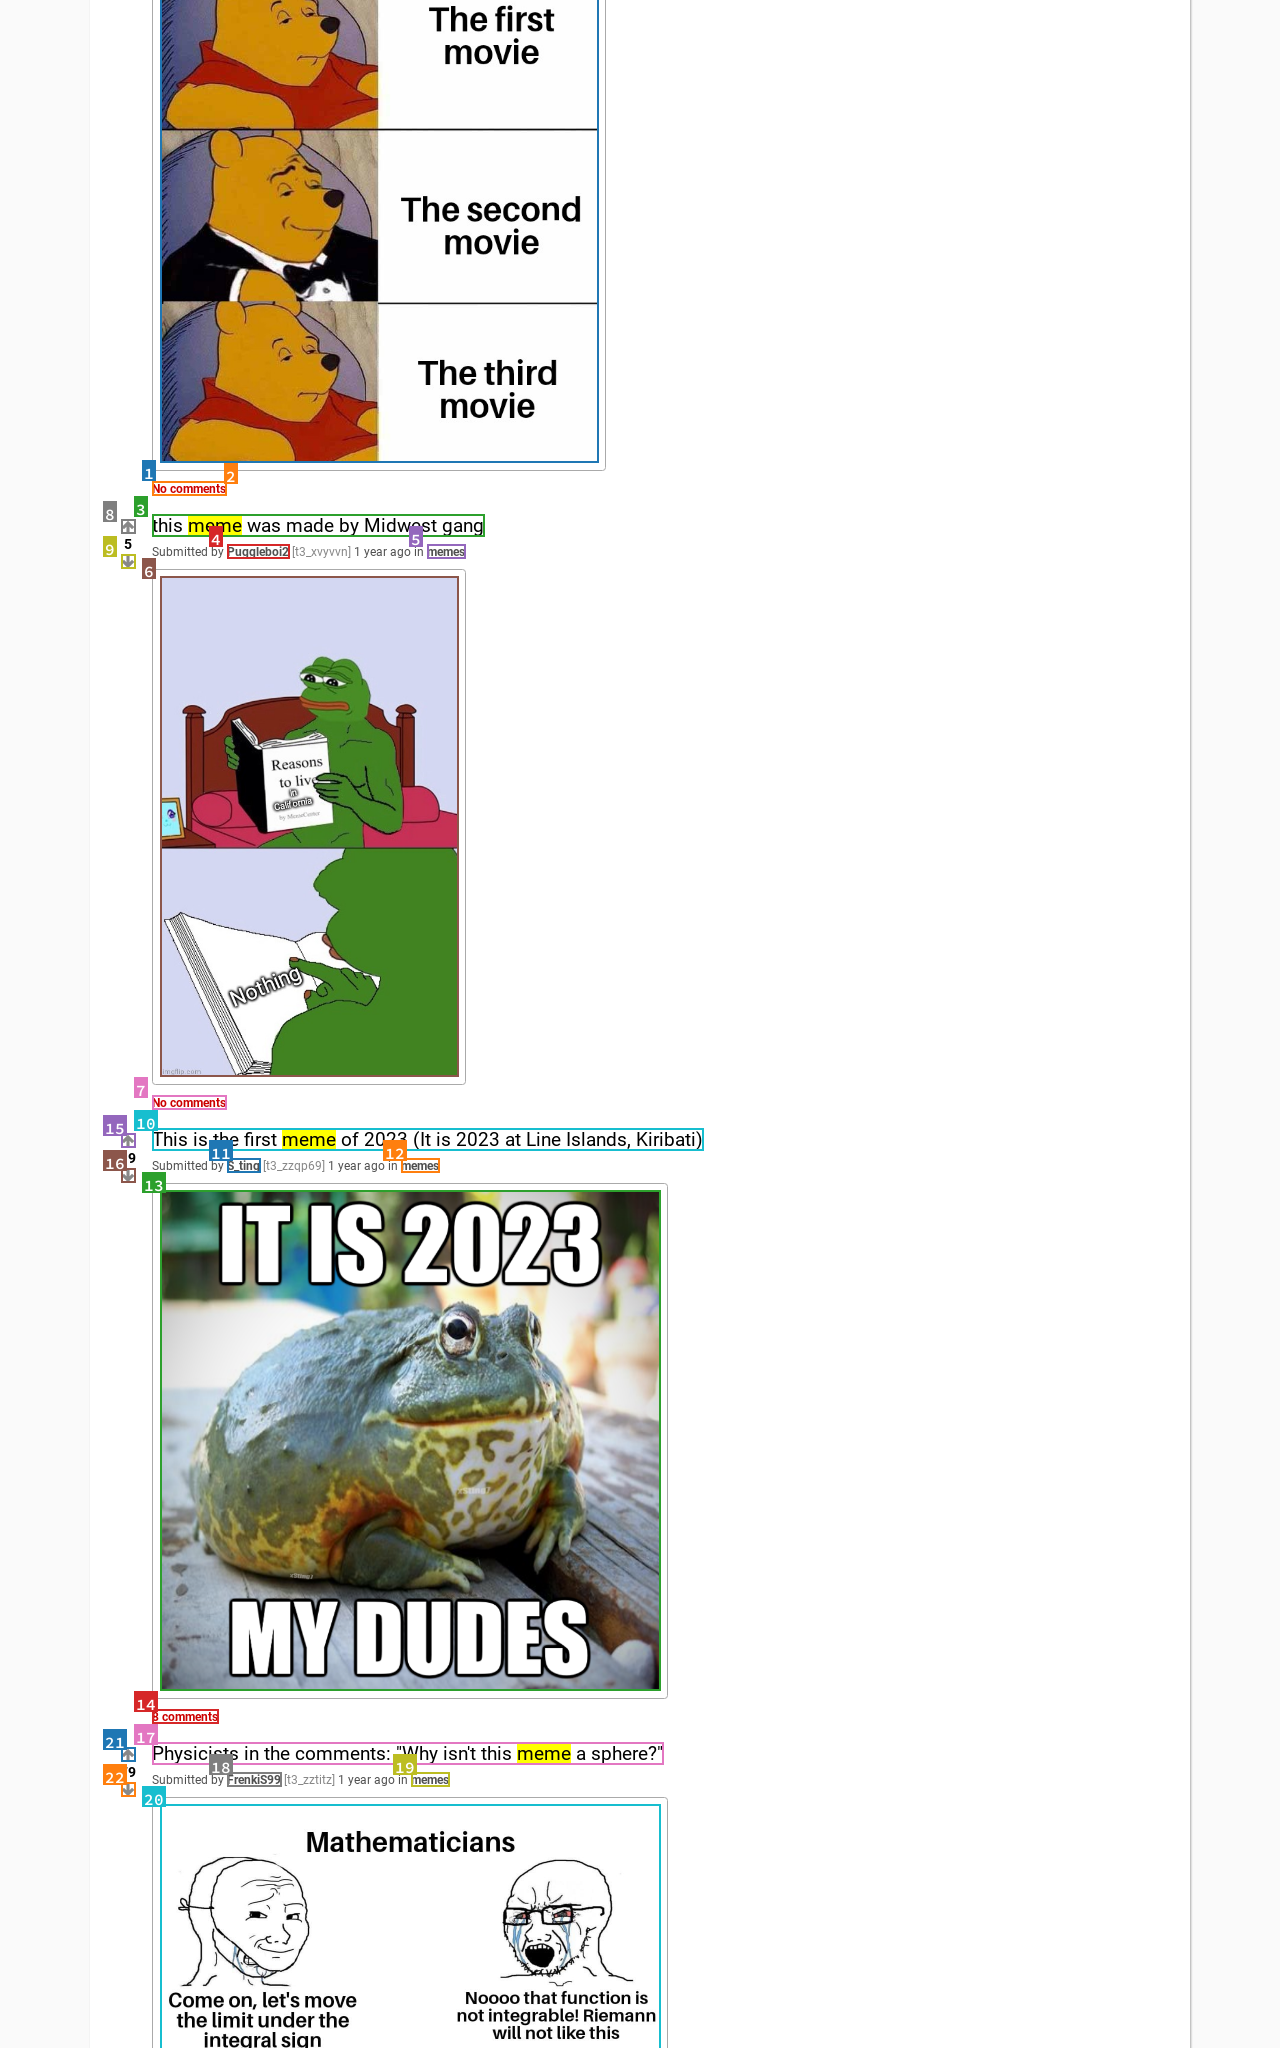 The first
movie
The second
movie
The third
movie
1
2
No comments
8
3
this meme was made by Midwest gang
4
5
9
5
Submitted by Puggleboi2 [t3_xvyvvn] 1 year ago in memes
6
Reasons
to live
in
California
by MouseCenter
Nothing
imgflip.com
7
No comments
15
10
This is the first meme of 2023 (It is 2023 at Line Islands, Kiribati)
11
12
16
9
Submitted by S_ting [t3_zzqp69] 1 year ago in memes
13
IT IS 2023
MY DUDES
14
3 comments
21
17
Physicists in the comments: "Why isn't this meme a sphere?"
18
19
22
9
Submitted by FrenkiS99 [t3_zztitz] 1 year ago in memes
20
Mathematicians
Come on, let's move
the limit under the
integral sign
Noooo that function is
not integrable! Riemann
will not like this